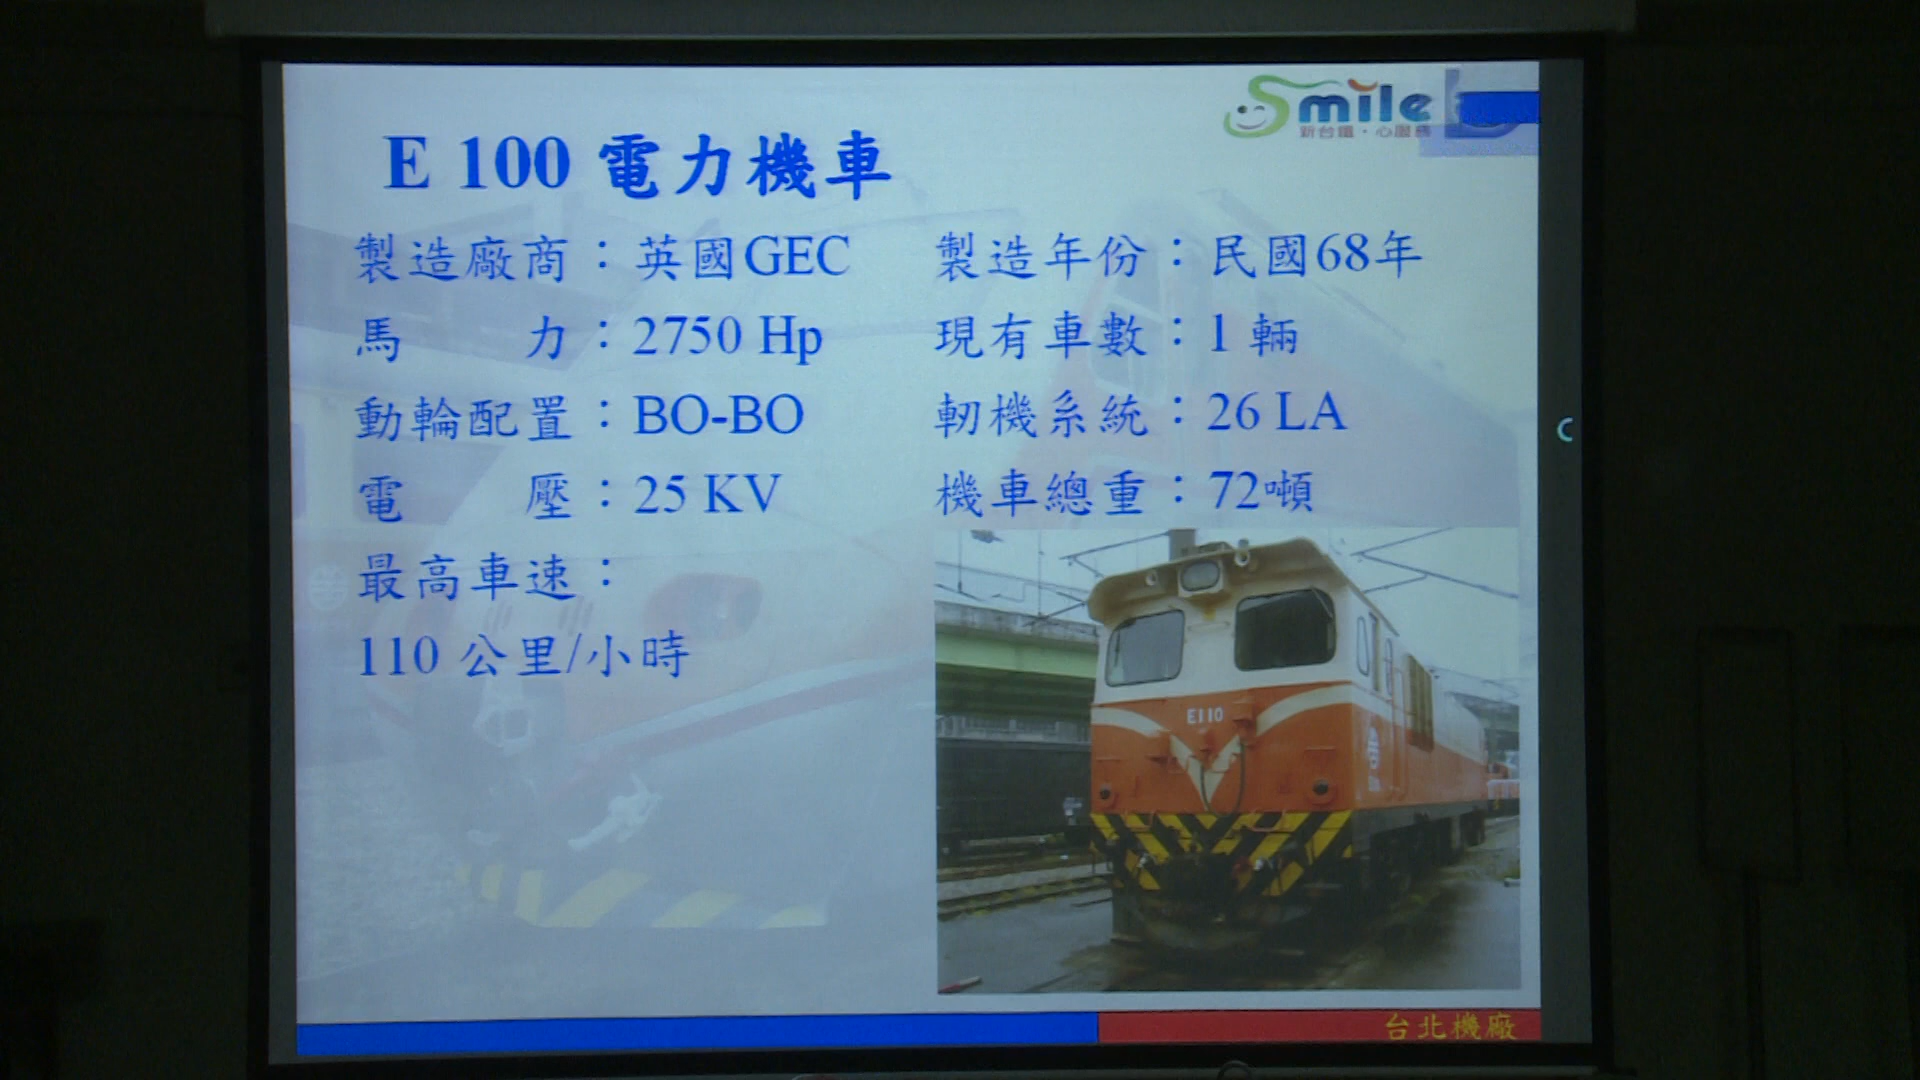 Smile
新台鐵·心服務
E 100 電力機車
製造廠商：英國GEC
製造年份：民國68年
馬 力：2750 Hp
現有車數：1 輛
動輪配置：BO-BO
軔機系統：26 LA
電 壓：25 KV
機車總重：72噸
最高車速：
110 公里/小時
E110
台北機廠